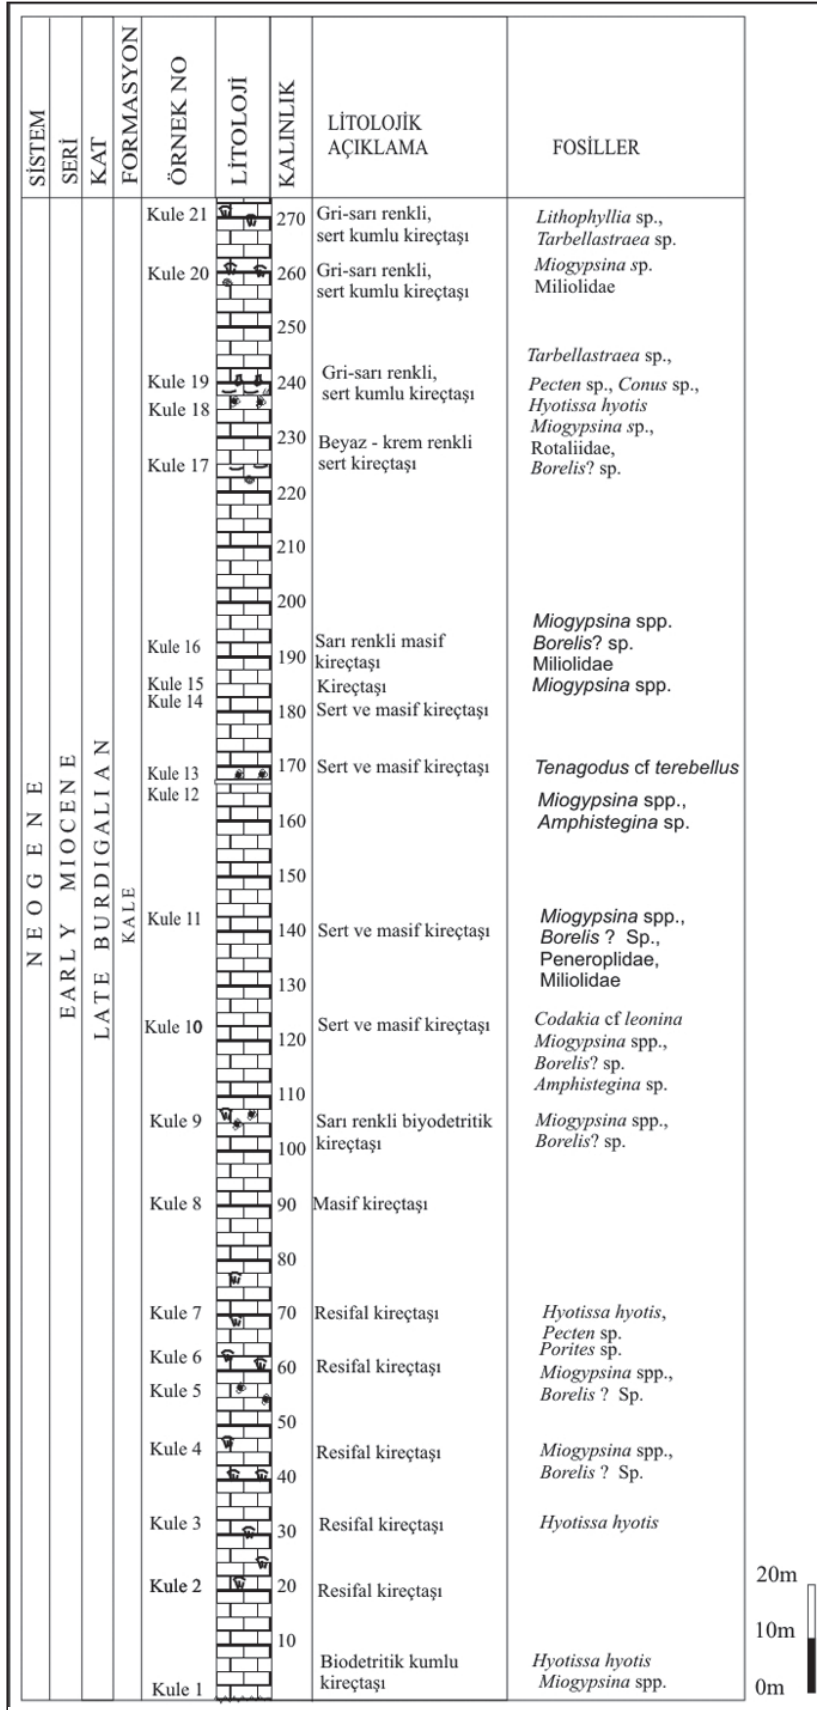 SİSTEM
SERİ
KAT
FORMASYON
ÖRNEK NO
LİTOLOJİ
KALINLIK
LİTOLOJİK
AÇIKLAMA
FOSİLLER
NEOGENE
EARLY MIOCENE
LATE BURDIGALIAN
KALE
Kule 21
270
Gri-sarı renkli,
sert kumlu kireçtaşı
Lithophyllia sp.,
Tarbellastraea sp.
Kule 20
260
Gri-sarı renkli,
sert kumlu kireçtaşı
Miogypsina sp.
Miliolidae
250
Tarbellastraea sp.,
Kule 19
240
Gri-sarı renkli,
sert kumlu kireçtaşı
Pecten sp., Conus sp.,
Hyotissa hyotis
Kule 18
Miogypsina sp.,
230
Beyaz - krem renkli
sert kireçtaşı
Rotaliidae,
Borelis? sp.
Kule 17
220
210
200
Miogypsina spp.
Kule 16
190
Sarı renkli masif
kireçtaşı
Borelis? sp.
Miliolidae
Kule 15
Kireçtaşı
Miogypsina spp.
Kule 14
180
Sert ve masif kireçtaşı
Kule 13
170
Sert ve masif kireçtaşı
Tenagodus cf terebellus
Kule 12
Miogypsina spp.,
160
Amphistegina sp.
150
Kule 11
140
Sert ve masif kireçtaşı
Miogypsina spp.,
Borelis ? Sp.,
Peneroplidae,
Miliolidae
130
Kule 10
120
Sert ve masif kireçtaşı
Codakia cf leonina
Miogypsina spp.,
Borelis? sp.
Amphistegina sp.
110
Kule 9
100
Sarı renkli biyodetritik
kireçtaşı
Miogypsina spp.,
Borelis? sp.
Kule 8
90
Masif kireçtaşı
80
Kule 7
70
Resifal kireçtaşı
Hyotissa hyotis,
Pecten sp.
Kule 6
60
Resifal kireçtaşı
Porites sp.
Miogypsina spp.,
Borelis ? Sp.
Kule 5
50
Kule 4
40
Resifal kireçtaşı
Miogypsina spp.,
Borelis ? Sp.
Kule 3
30
Resifal kireçtaşı
Hyotissa hyotis
Kule 2
20
Resifal kireçtaşı
10
Kule 1
Biodetritik kumlu
kireçtaşı
Hyotissa hyotis
Miogypsina spp.
20m
10m
0m